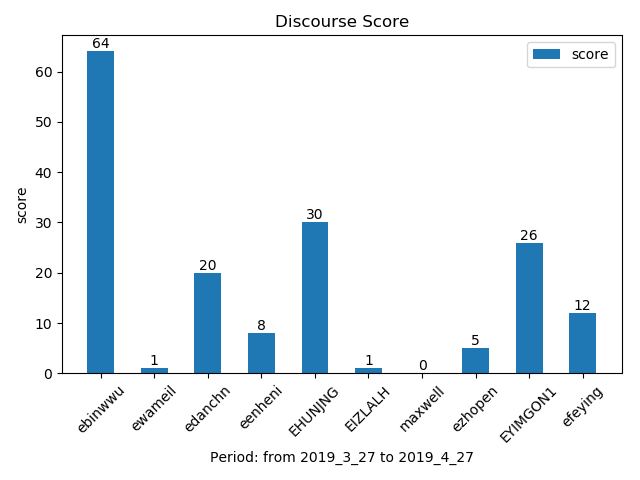 Discourse Score
score
64
1
20
8
30
1
0
5
26
12
score
60
50
40
30
20
10
0
ebinwwu
ewameil
edanchn
eenheni
EHUNJNG
EIZLALH
maxwell
ezhopen
EYIMGON1
efeying
Period: from 2019_3_27 to 2019_4_27